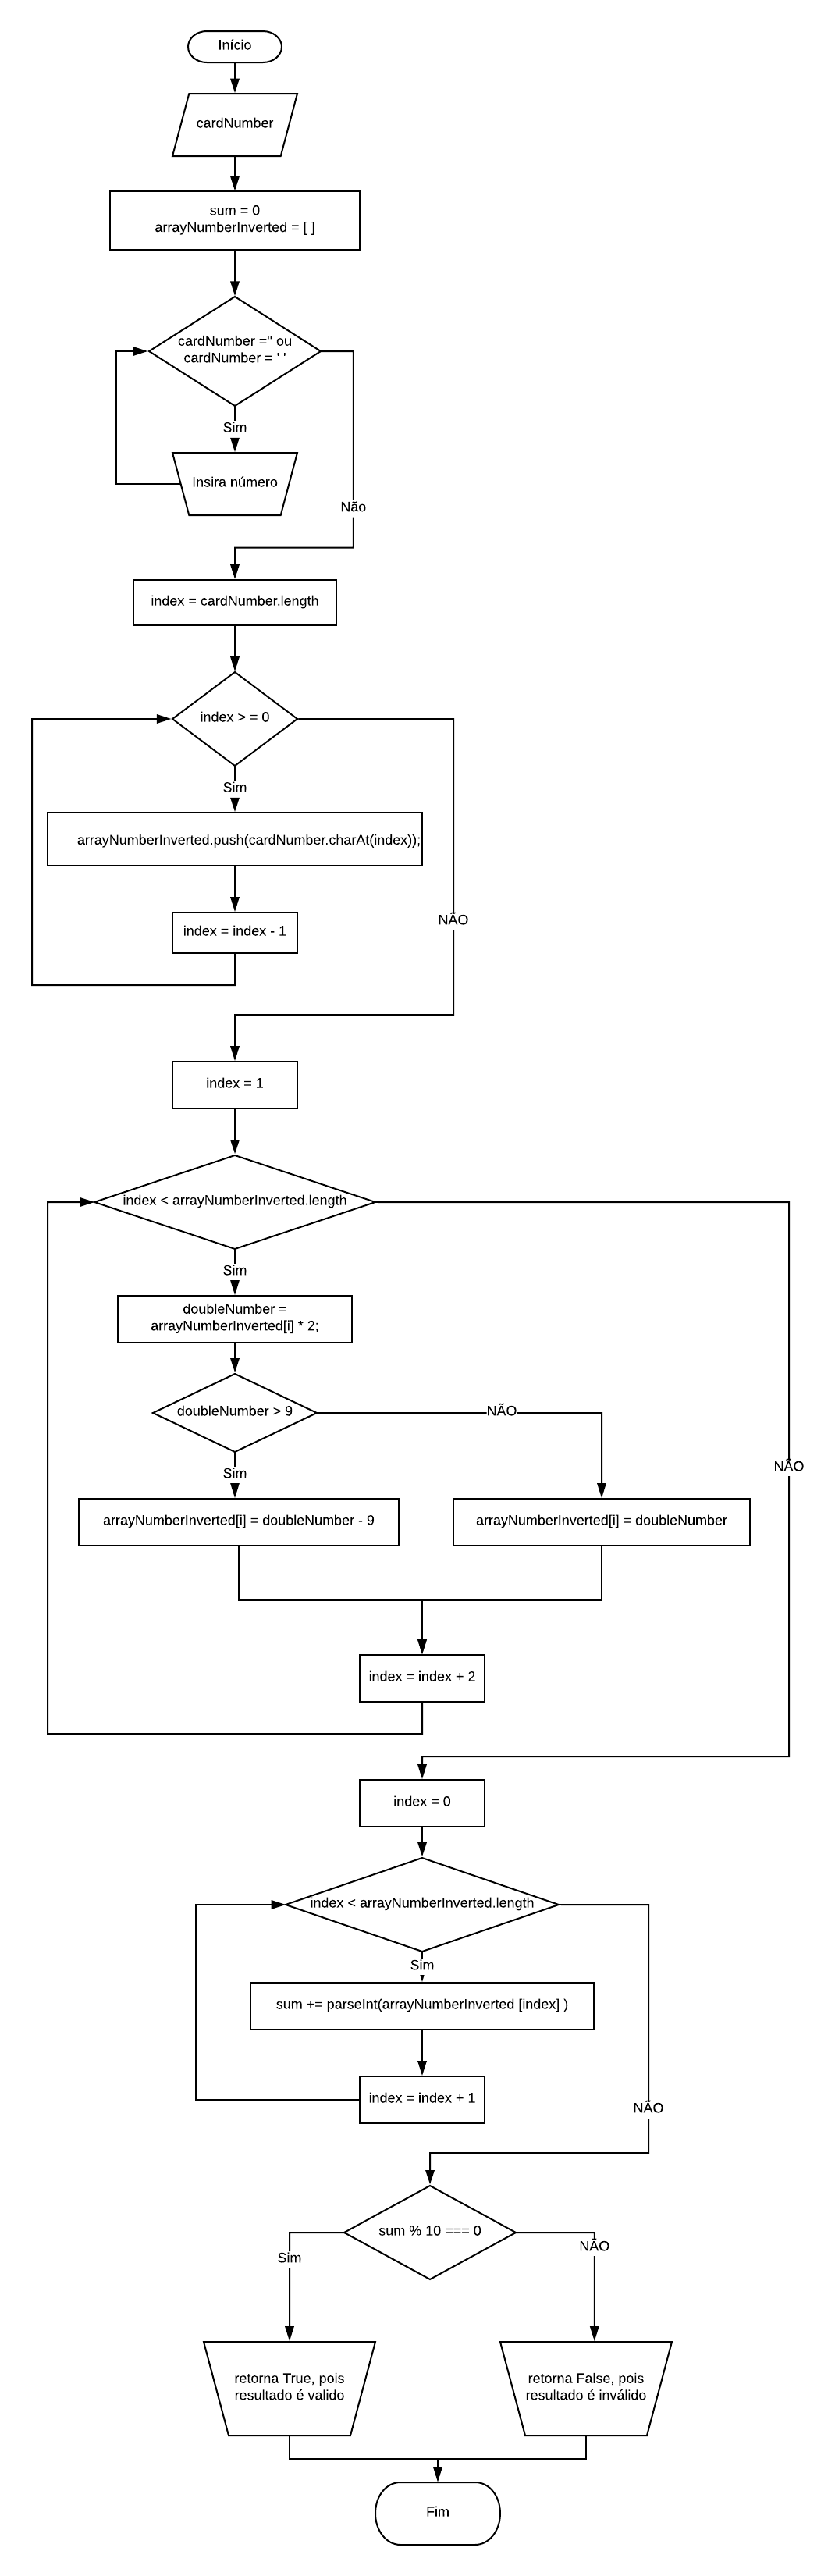 Início
cardNumber
sum = 0
arrayNumberInverted = [ ]
cardNumber ='' ou
cardNumber = ' '
Sim
Insira número
Não
index = cardNumber.length
index > = 0
Sim
arrayNumberInverted.push(cardNumber.charAt(index));
NÃO
index = index - 1
index = 1
index < arrayNumberInverted.length
Sim
doubleNumber =
arrayNumberInverted[i] * 2;
doubleNumber > 9
NÃO
NÃO
Sim
arrayNumberInverted[i] = doubleNumber - 9
arrayNumberInverted[i] = doubleNumber
index = index + 2
index = 0
index < arrayNumberInverted.length
Sim
sum += parseInt(arrayNumberInverted [index] )
index = index + 1
NÃO
sum % 10 === 0
Sim
NÃO
retorna True, pois
resultado é valido
retorna False, pois
resultado é inválido
Fim